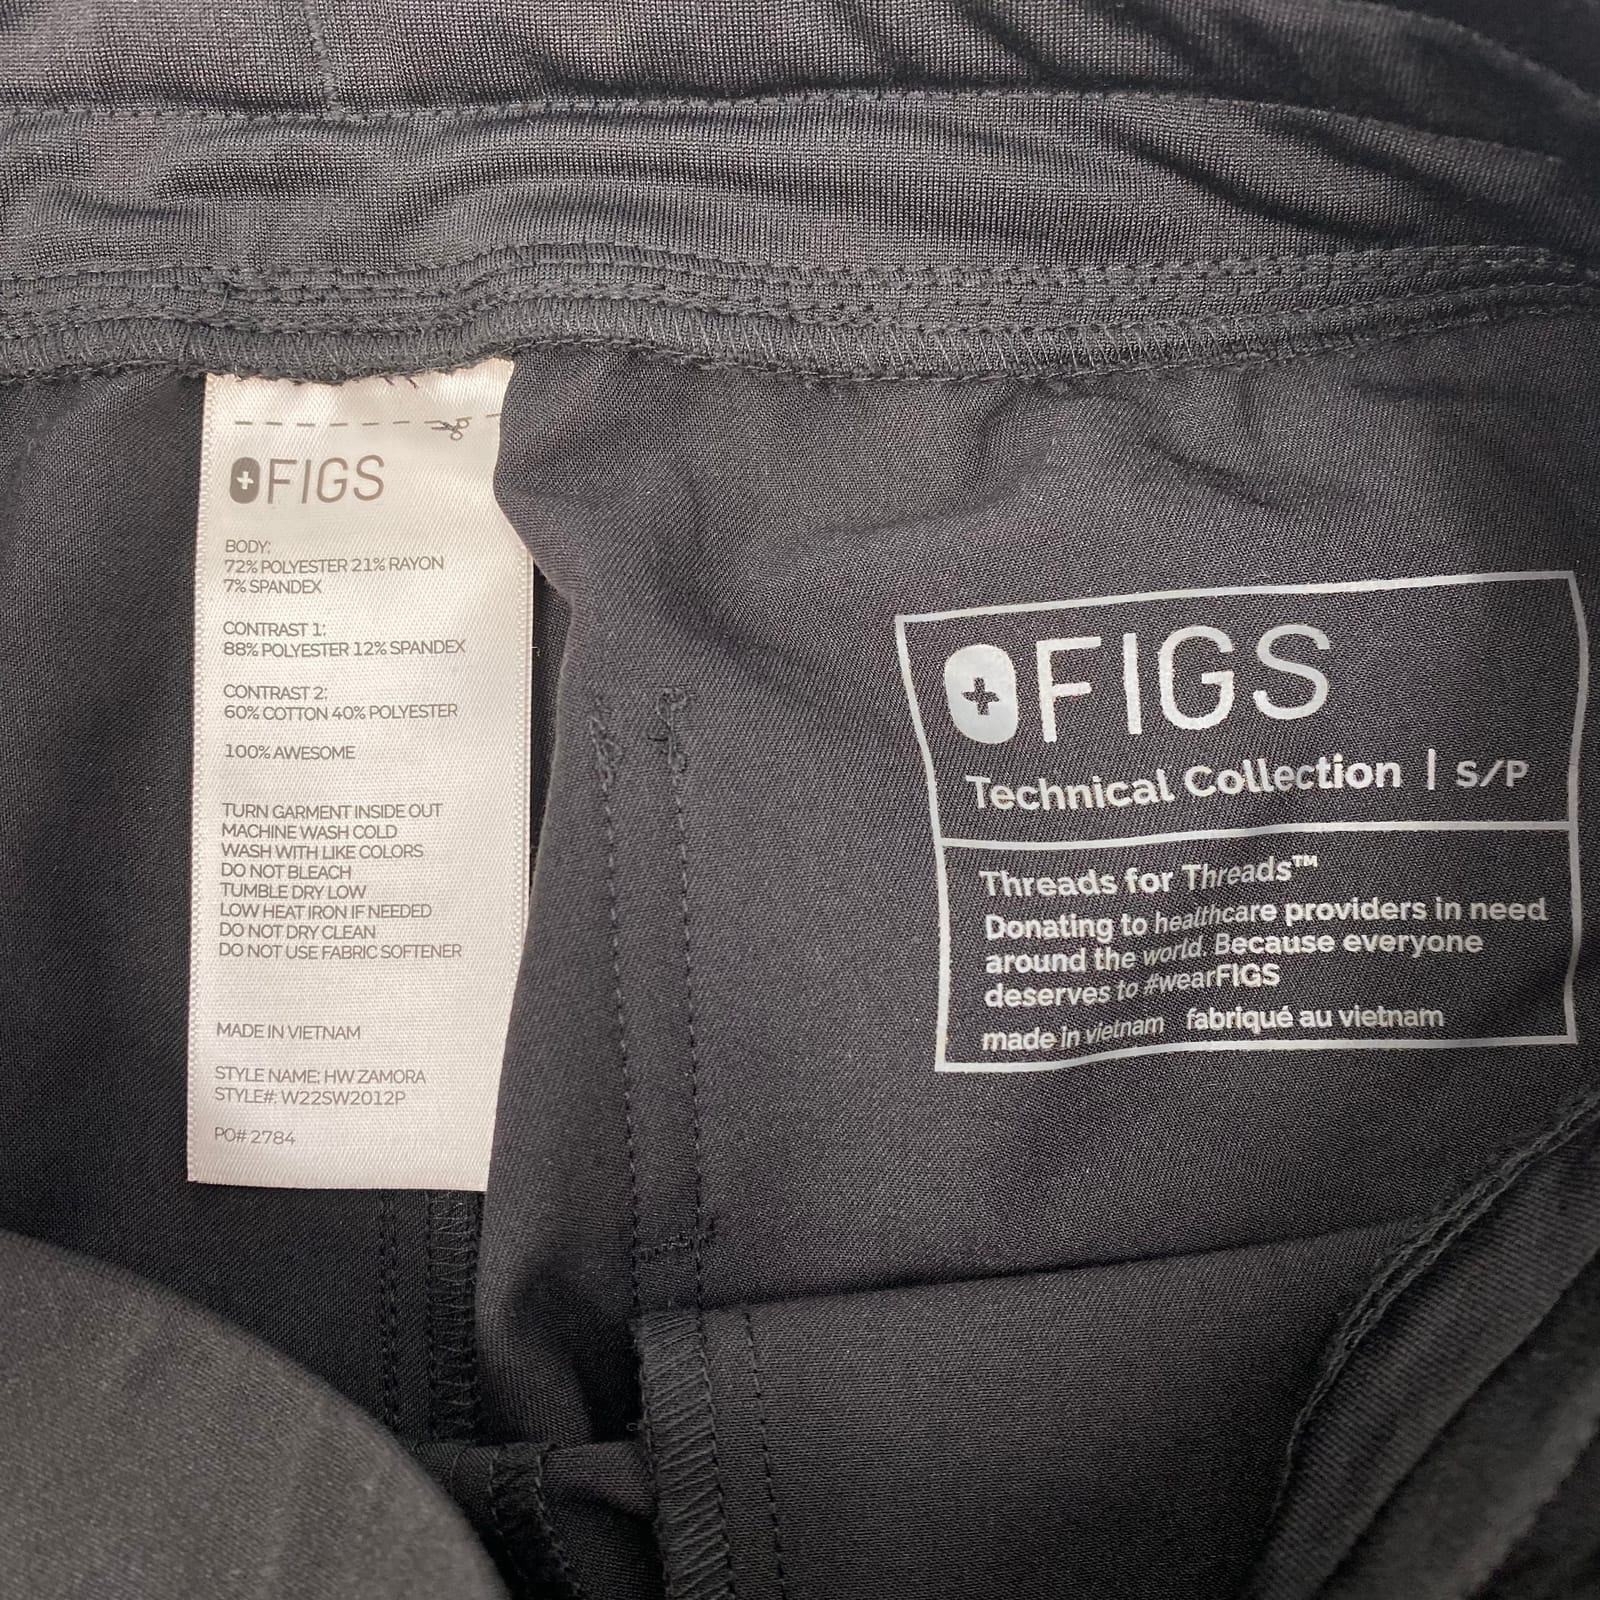 FIGS
BODY:
72% POLYESTER 21% RAYON
7% SPANDEX
CONTRAST 1:
88% POLYESTER 12% SPANDEX
CONTRAST 2:
60% COTTON 40% POLYESTER
100% AWESOME
TURN GARMENT INSIDE OUT
MACHINE WASH COLD
WASH WITH LIKE COLORS
DO NOT BLEACH
TUMBLE DRY LOW
LOW HEAT IRON IF NEEDED
DO NOT DRY CLEAN
DO NOT USE FABRIC SOFTENER
MADE IN VIETNAM
STYLE NAME: HW ZAMORA
STYLE#: W22SW2012P
PO# 2784
FIGS
Technical Collection | S/P
Threads for Threads™
Donating to healthcare providers in need
around the world. Because everyone
deserves to #wearFIGS
made in vietnam fabriqué au vietnam